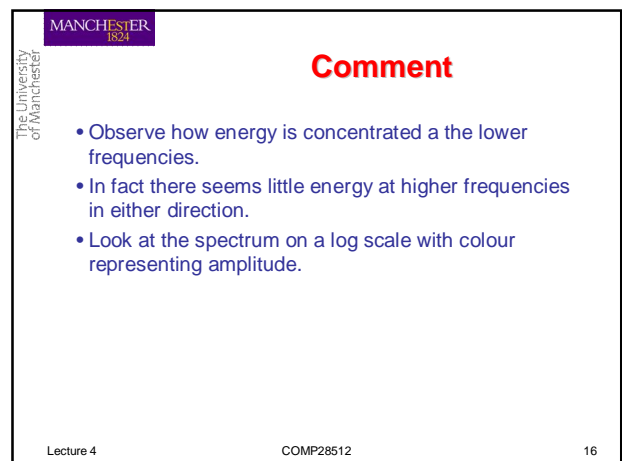 MANCHESTER
1824
The University
of Manchester
Comment
• Observe how energy is concentrated a the lower
frequencies.
• In fact there seems little energy at higher frequencies
in either direction.
• Look at the spectrum on a log scale with colour
representing amplitude.
Lecture 4
COMP28512
16